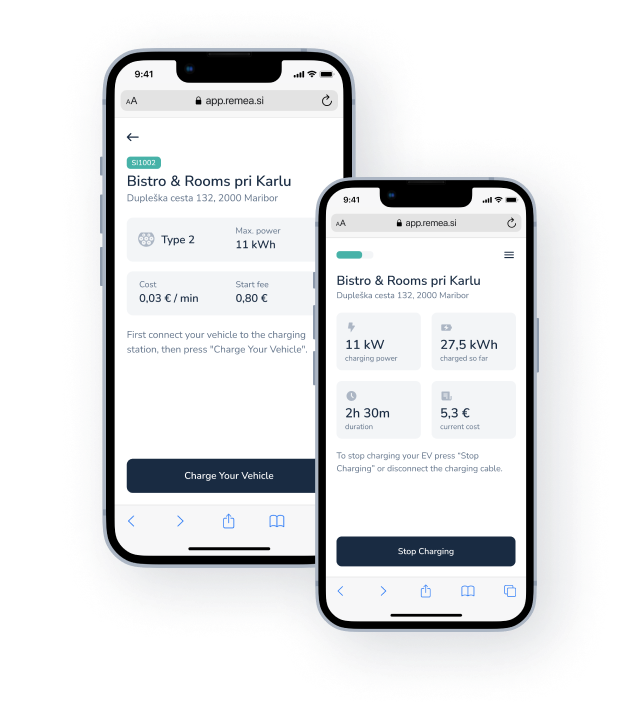 9:41
AA
app.remea.si
SI1002
Bistro & Rooms pri Karlu
Dupleška cesta 132, 2000 Maribor
Type 2
Max. power
11 kWh
Cost
0,03 € / min
Start fee
0,80 €
First connect your vehicle to the charging
station, then press "Charge Your Vehicle".
Charge Your Vehicle
9:41
AA
app.remea.si
Bistro & Rooms pri Karlu
Dupleška cesta 132, 2000 Maribor
11 kW
charging power
27,5 kWh
charged so far
2h 30m
duration
5,3 €
current cost
To stop charging your EV press “Stop
Charging” or disconnect the charging cable.
Stop Charging